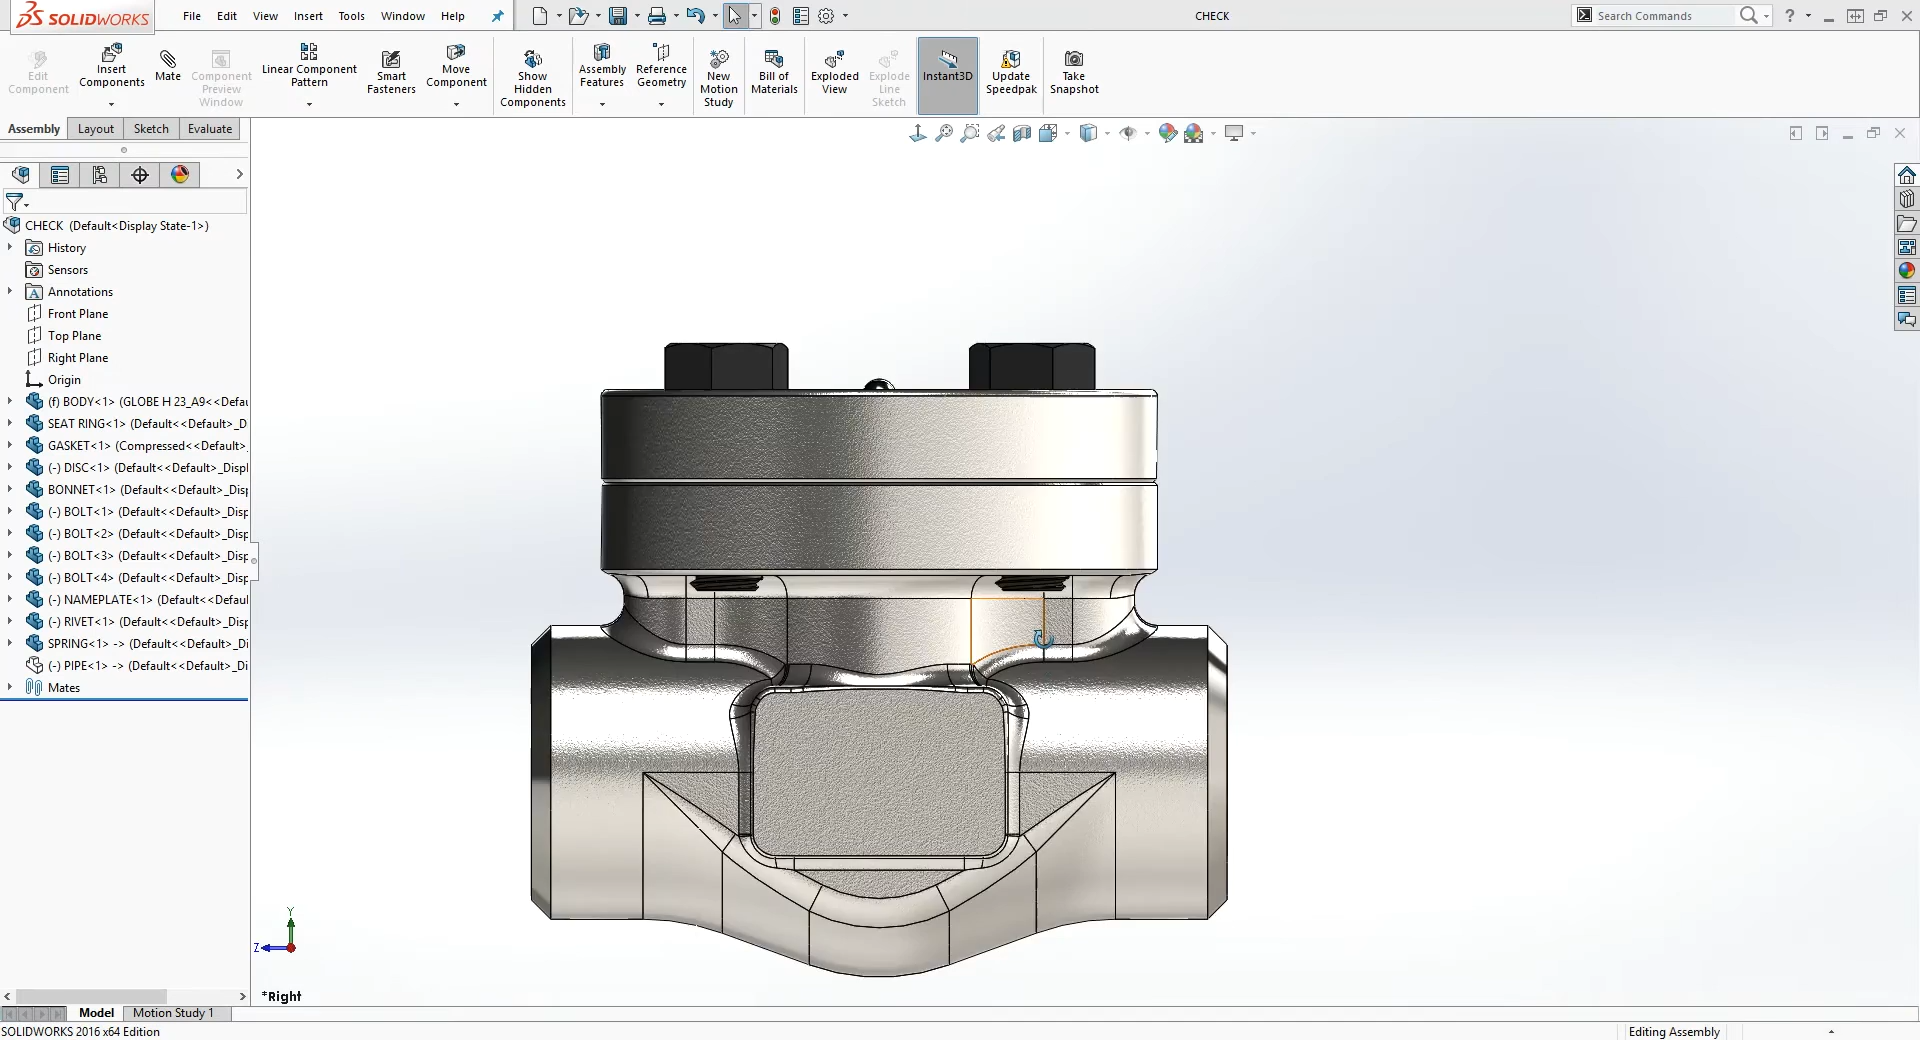 SOLIDWORKS
File Edit View Insert Tools Window Help
CHECK
Search Commands
?
Edit Component
Insert Components
Mate
Component Preview Window
Linear Component Pattern
Smart Fasteners
Move Component
Show Hidden Components
Assembly Features
Reference Geometry
New Motion Study
Bill of Materials
Exploded View
Explode Line Sketch
Instant3D
Update Speedpak
Take Snapshot
Assembly Layout Sketch Evaluate
CHECK (Default<Display State-1>)
History
Sensors
A Annotations
Front Plane
Top Plane
Right Plane
Origin
(f) BODY<1> (GLOBE H 23_A9<<Defau
SEAT RING<1> (Default<<Default>_D
GASKET<1> (Compressed<<Default>_
(-) DISC<1> (Default<<Default>_Displ
BONNET<1> (Default<<Default>_Disp
(-) BOLT<1> (Default<<Default>_Disp
(-) BOLT<2> (Default<<Default>_Disp
(-) BOLT<3> (Default<<Default>_Disp
(-) BOLT<4> (Default<<Default>_Disp
(-) NAMEPLATE<1> (Default<<Defaul
(-) RIVET<1> (Default<<Default>_Disp
SPRING<1> -> (Default<<Default>_Di
(-) PIPE<1> -> (Default<<Default>_Di
Mates
Y
Z
*Right
Model Motion Study 1
SOLIDWORKS 2016 x64 Edition
Editing Assembly